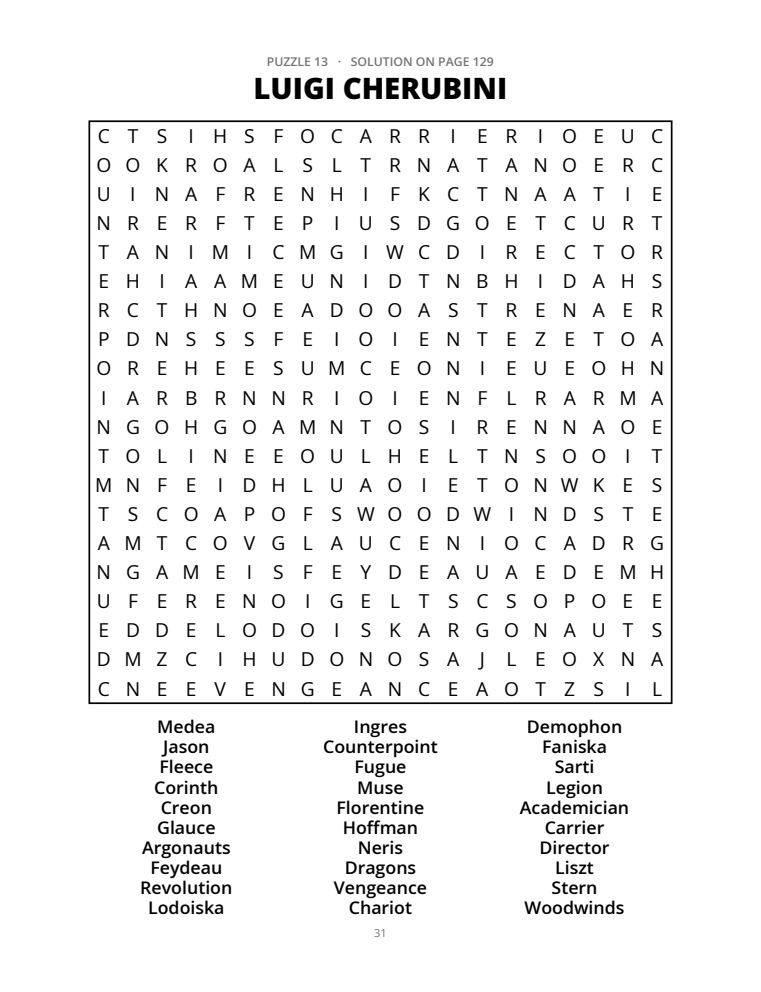 PUZZLE 13 · SOLUTION ON PAGE 129
LUIGI CHERUBINI
C T S I H S F O C A R R I E R I O E U C
O O K R O A L S L T R N A T A N O E R C
U I N A F R E N H I F K C T N A A T I E
N R E R F T E P I U S D G O E T C U R T
T A N I M I C M G I W C D I R E C T O R
E H I A A M E U N I D T N B H I D A H S
R C T H N O E A D O O A S T R E N A E R
P D N S S S F E I O I E N T E Z E T O A
O R E H E E S U M C E O N I E U E O H N
I A R B R N N R I O I E N F L R A R M A
N G O H G O A M N T O S I R E N N A O E
T O L I N E E O U L H E L T N S O O I T
M N F E I D H L U A O I E T O N W K E S
T S C O A P O F S W O O D W I N D S T E
A M T C O V G L A U C E N I O C A D R G
N G A M E I S F E Y D E A U A E D E M H
U F E R E N O I G E L T S C S O P O E E
E D D E L O D O I S K A R G O N A U T S
D M Z C I H U D O N O S A J L E O X N A
C N E E V E N G E A N C E A O T Z S I L
Medea Ingres Demophon
Jason Counterpoint Faniska
Fleece Fugue Sarti
Corinth Muse Legion
Creon Florentine Academician
Glauce Hoffman Carrier
Argonauts Neris Director
Feydeau Dragons Liszt
Revolution Vengeance Stern
Lodoiska Chariot Woodwinds
31